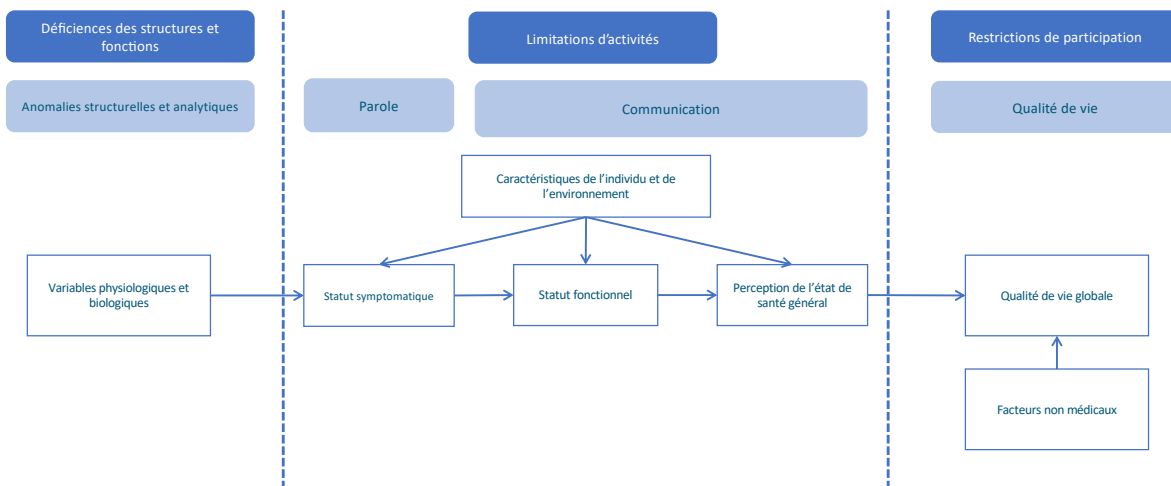 Déficiences des structures et
fonctions
Limitations d’activités
Restrictions de participation
Anomalies structurelles et analytiques
Parole
Communication
Qualité de vie
Caractéristiques de l’individu et de
l’environnement
Variables physiologiques et
biologiques
Statut symptomatique
Statut fonctionnel
Perception de l’état de
santé général
Qualité de vie globale
Facteurs non médicaux